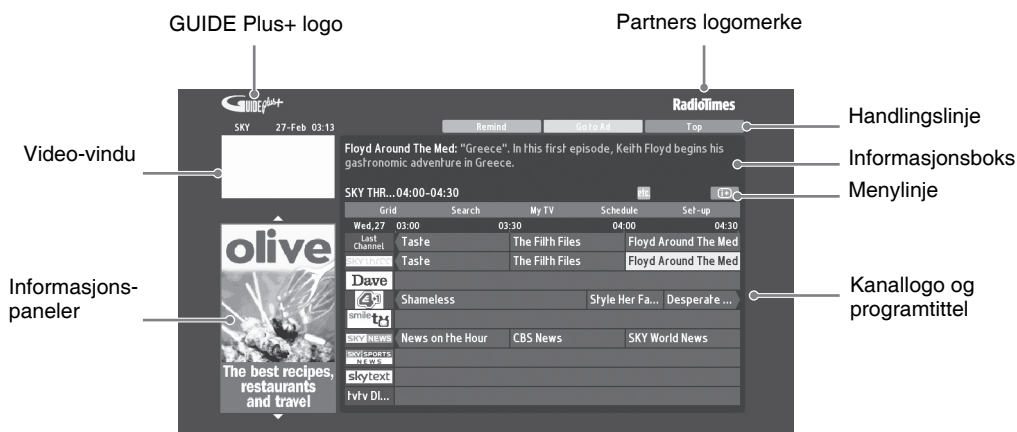 GUIDE Plus+ logo
Partners logomerke
GUIDE plus+
RadioTimes
Handlingslinje
SKY 27-Feb 03:13
Remind Go to Ad Top
Video-vindu
Floyd Around The Med: "Greece". In this first episode, Keith Floyd begins his
gastronomic adventure in Greece.
Informasjonsboks
SKY THR...04:00-04:30 etc. i+
Menylinje
Grid Search My TV Schedule Set-up
Wed,27 03:00 03:30 04:00 04:30
Last
Channel
Taste The Filth Files Floyd Around The Med
sky three Taste The Filth Files Floyd Around The Med
olive
Dave
Informasjons-
paneler
4+1 Shameless Style Her Fa... Desperate ...
Kanallogo og
programtittel
smile tv
SKY NEWS News on the Hour CBS News SKY World News
SKY SPORTS
NEWS
skytext
tvtv DI...
The best recipes,
restaurants
and travel